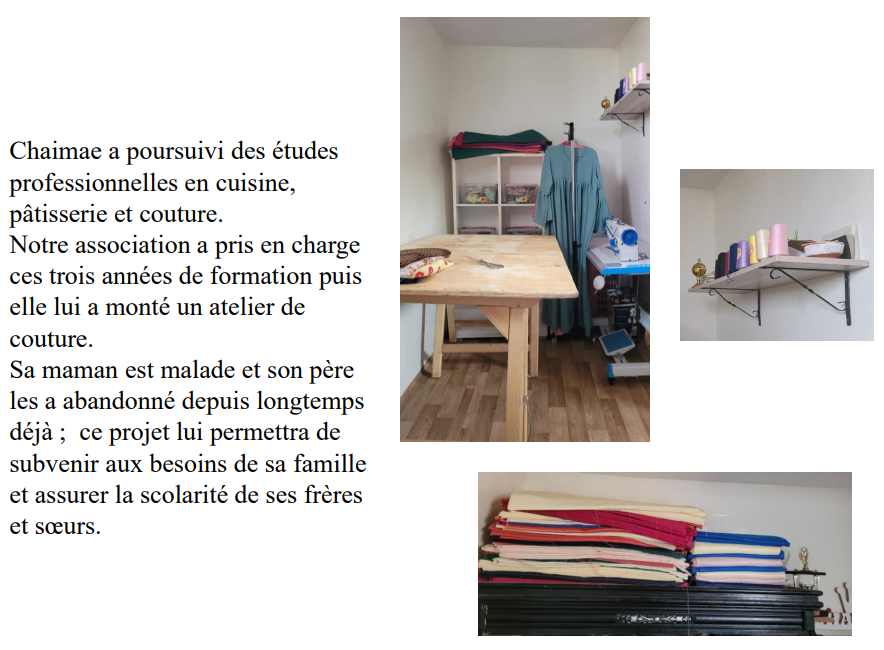 Chaimae a poursuivi des études
professionnelles en cuisine,
pâtisserie et couture.
Notre association a pris en charge
ces trois années de formation puis
elle lui a monté un atelier de
couture.
Sa maman est malade et son père
les a abandonné depuis longtemps
déjà ;  ce projet lui permettra de
subvenir aux besoins de sa famille
et assurer la scolarité de ses frères
et sœurs.